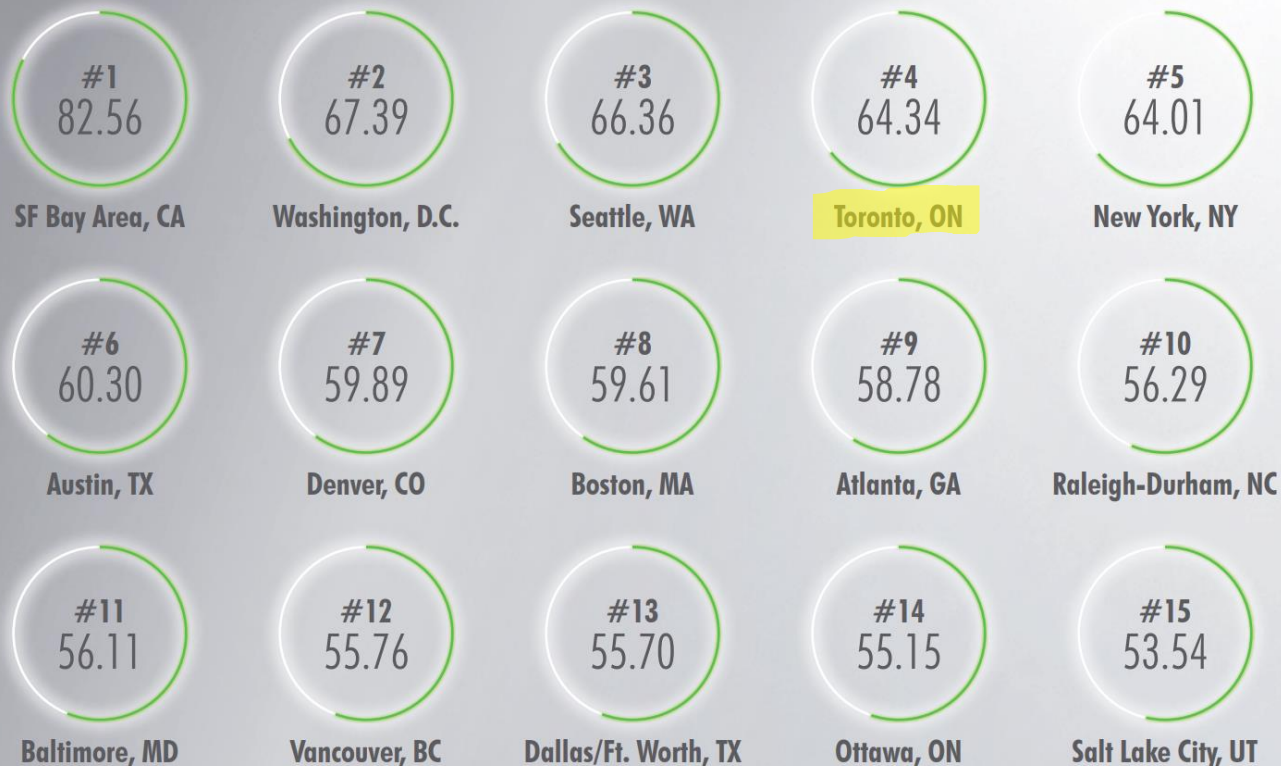 #1
82.56
SF Bay Area, CA
#2
67.39
Washington, D.C.
#3
66.36
Seattle, WA
#4
64.34
Toronto, ON
#5
64.01
New York, NY
#6
60.30
Austin, TX
#7
59.89
Denver, CO
#8
59.61
Boston, MA
#9
58.78
Atlanta, GA
#10
56.29
Raleigh-Durham, NC
#11
56.11
Baltimore, MD
#12
55.76
Vancouver, BC
#13
55.70
Dallas/Ft. Worth, TX
#14
55.15
Ottawa, ON
#15
53.54
Salt Lake City, UT